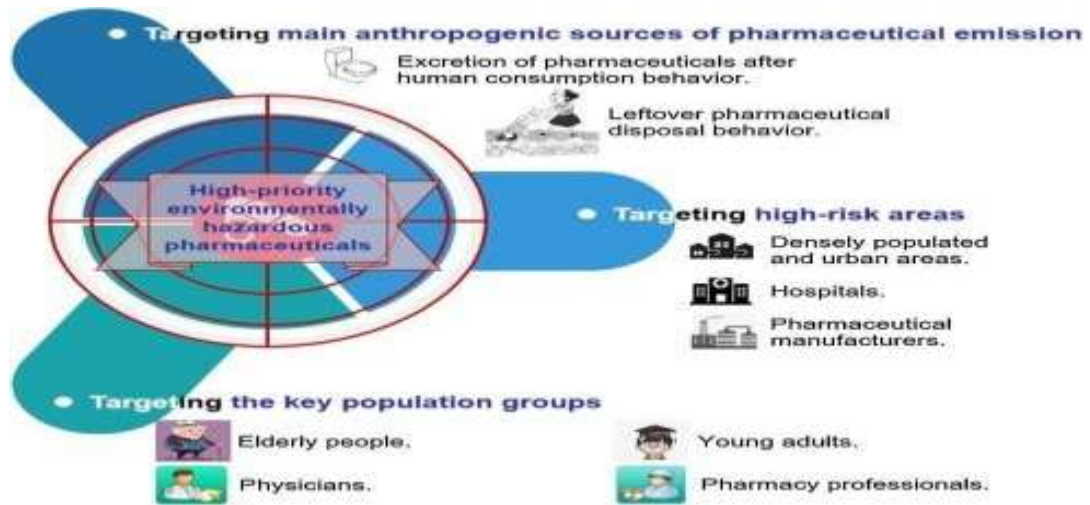 Targeting main anthropogenic sources of pharmaceutical emission
Excretion of pharmaceuticals after
human consumption behavior.
Leftover pharmaceutical
disposal behavior.
High-priority
environmentally
hazardous
pharmaceuticals
Targeting high-risk areas
Densely populated
and urban areas.
Hospitals.
Pharmaceutical
manufacturers.
Targeting the key population groups
Elderly people.
Young adults.
Physicians.
Pharmacy professionals.